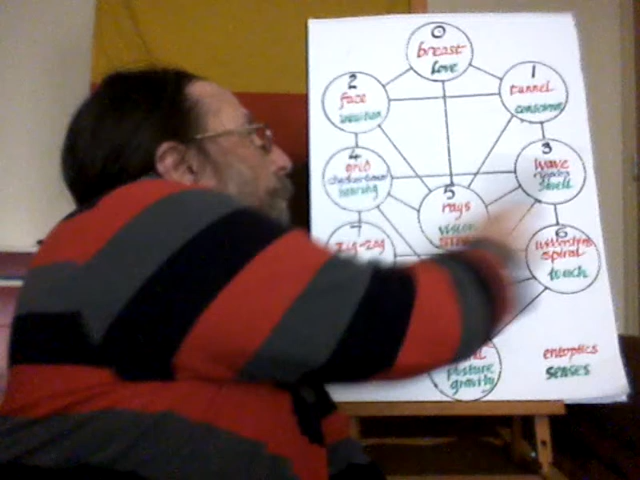 0
breast
love
1
tunnel
2
face
intuition
3
wave
smell
4
grid
hearing
5
rays
vision
6
spiral
touch
7
zig-zag
posture
gravity
entoptics
senses